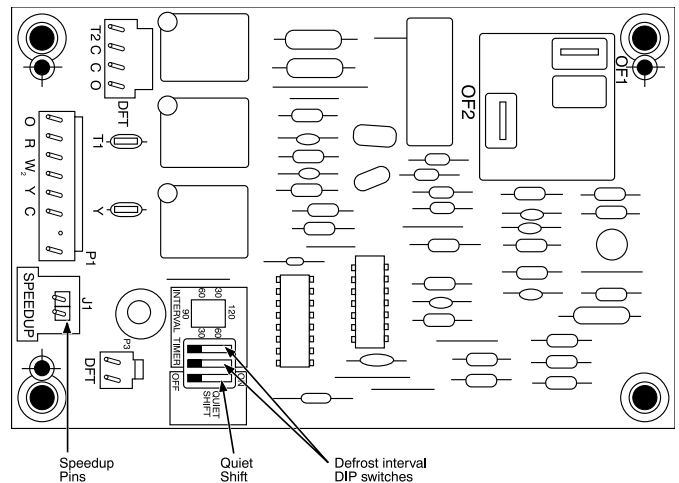 T2 C C O
DFT
OF1
OF2
T1
O R W2 Y C
Y
P1
J1
SPEEDUP
P3
DFT
INTERVAL TIMER
60 30
90 120
30 60
OFF
ON
QUIET
SHIFT
Speedup
Pins
Quiet
Shift
Defrost interval
DIP switches